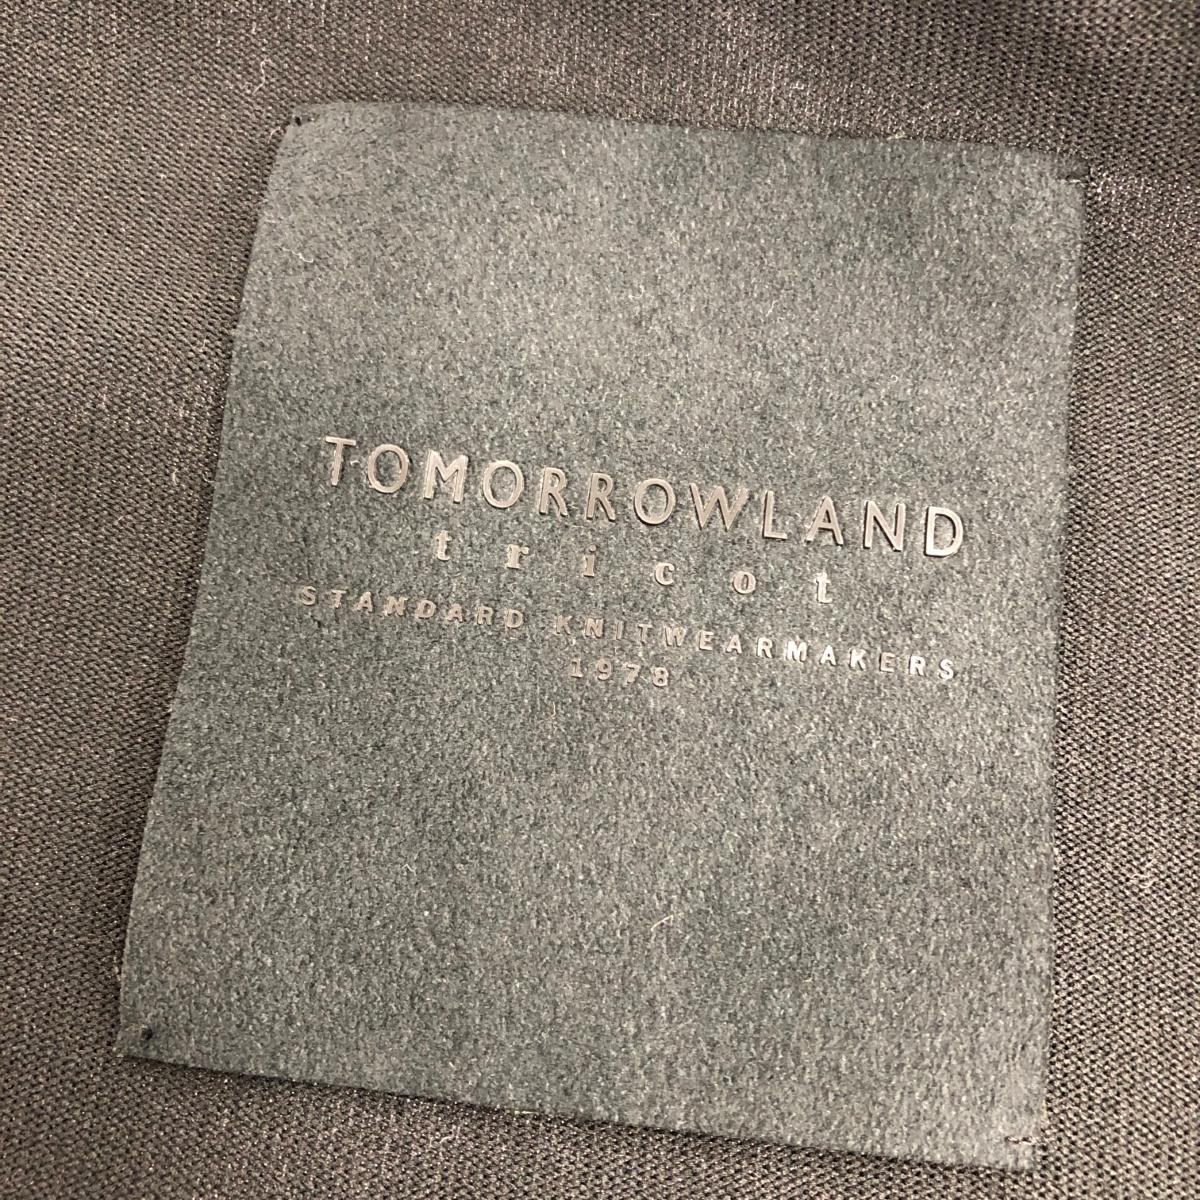 TOMORROWLAND
tricot
STANDARD KNITWEARMAKERS
1978